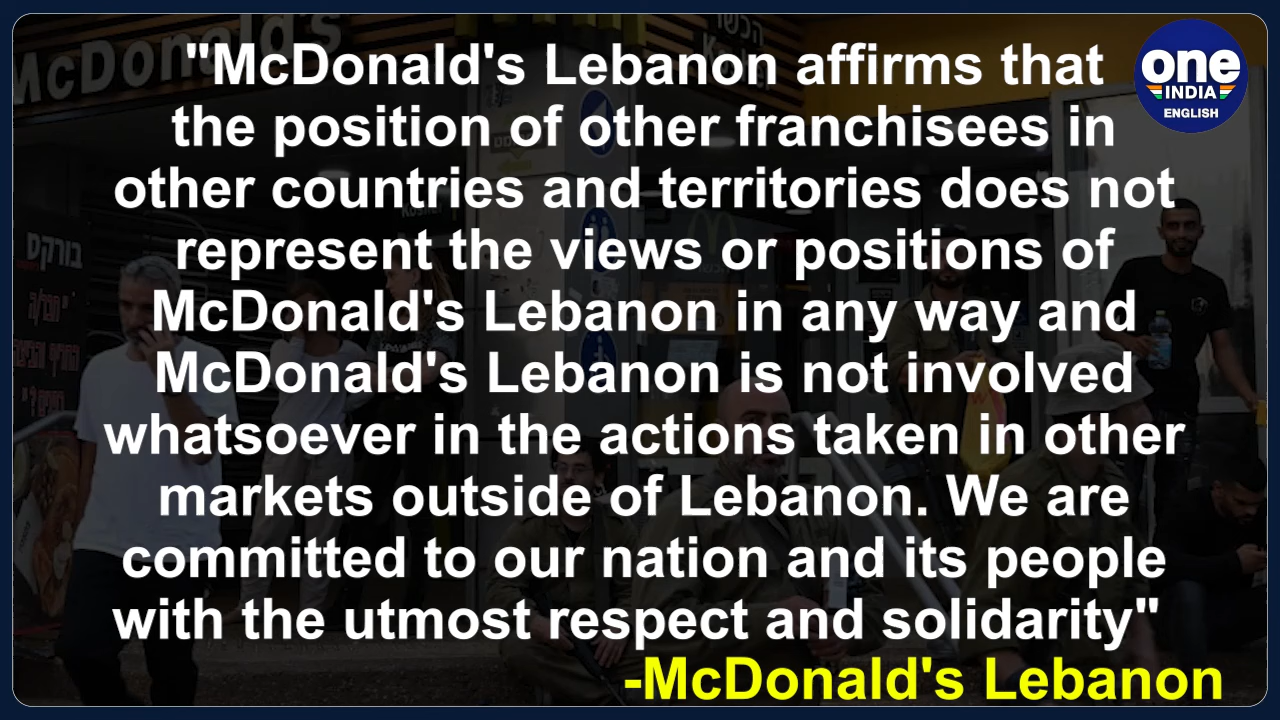 McDonald's
הכשר
"McDonald's Lebanon affirms that
the position of other franchisees in
other countries and territories does not
represent the views or positions of
McDonald's Lebanon in any way and
McDonald's Lebanon is not involved
whatsoever in the actions taken in other
markets outside of Lebanon. We are
committed to our nation and its people
with the utmost respect and solidarity"
-McDonald's Lebanon
one
INDIA
ENGLISH
בורקס